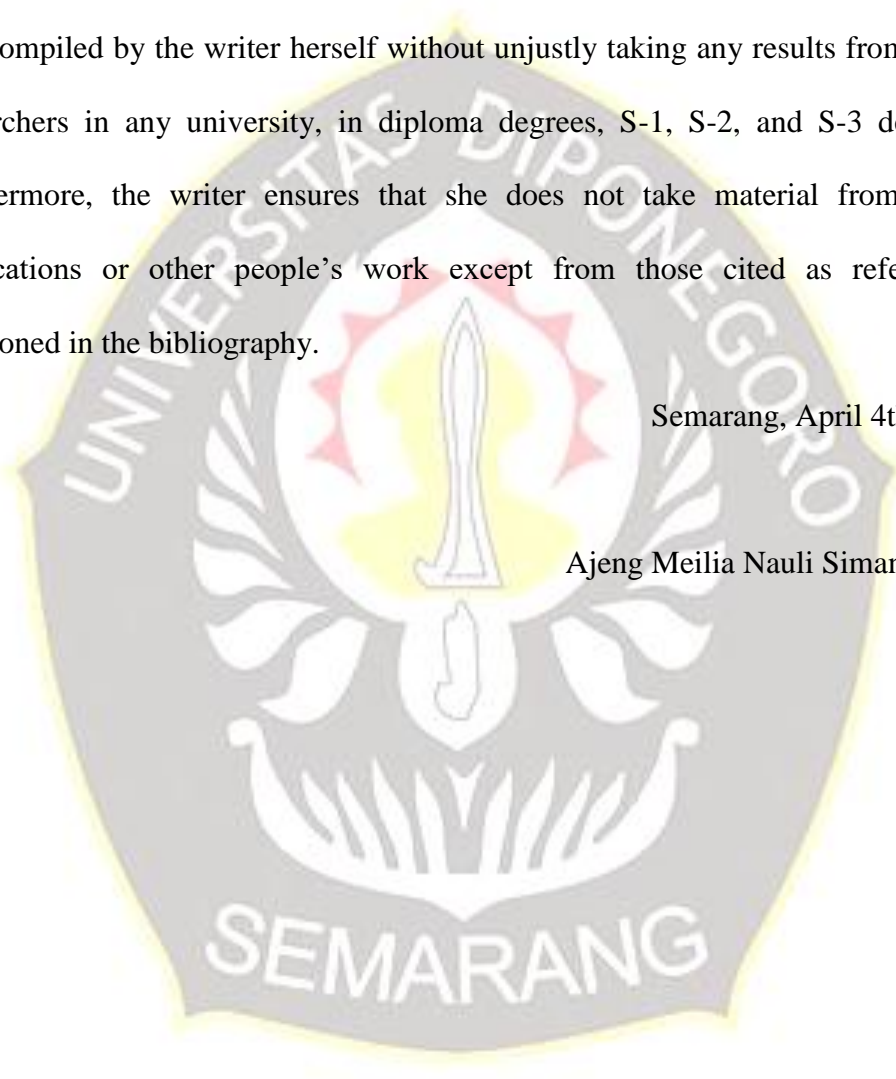 ompiled by the writer herself without unjustly taking any results from
rchers in any university, in diploma degrees, S-1, S-2, and S-3 de
ermore, the writer ensures that she does not take material from
cations or other people's work except from those cited as refe
oned in the bibliography.
Semarang, April 4t
Ajeng Meilia Nauli Simar
UNIVERSITAS DIPONEGORO
SEMARANG